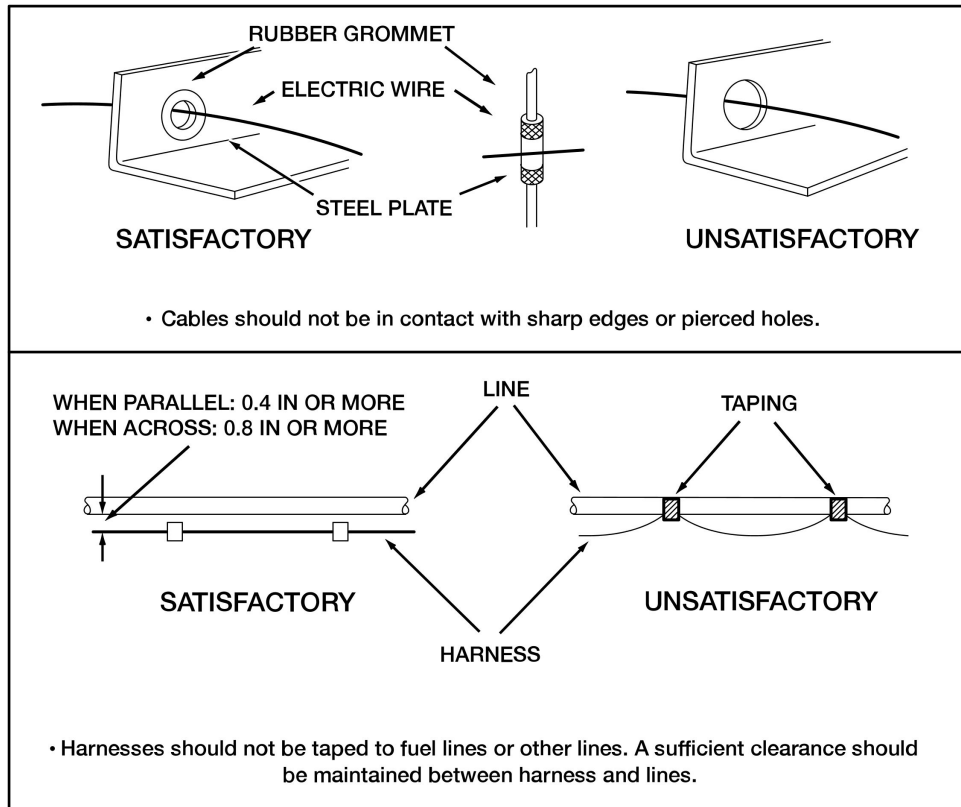 RUBBER GROMMET
ELECTRIC WIRE
STEEL PLATE
SATISFACTORY
UNSATISFACTORY
• Cables should not be in contact with sharp edges or pierced holes.
WHEN PARALLEL: 0.4 IN OR MORE
WHEN ACROSS: 0.8 IN OR MORE
LINE
TAPING
SATISFACTORY
UNSATISFACTORY
HARNESS
• Harnesses should not be taped to fuel lines or other lines. A sufficient clearance should
be maintained between harness and lines.